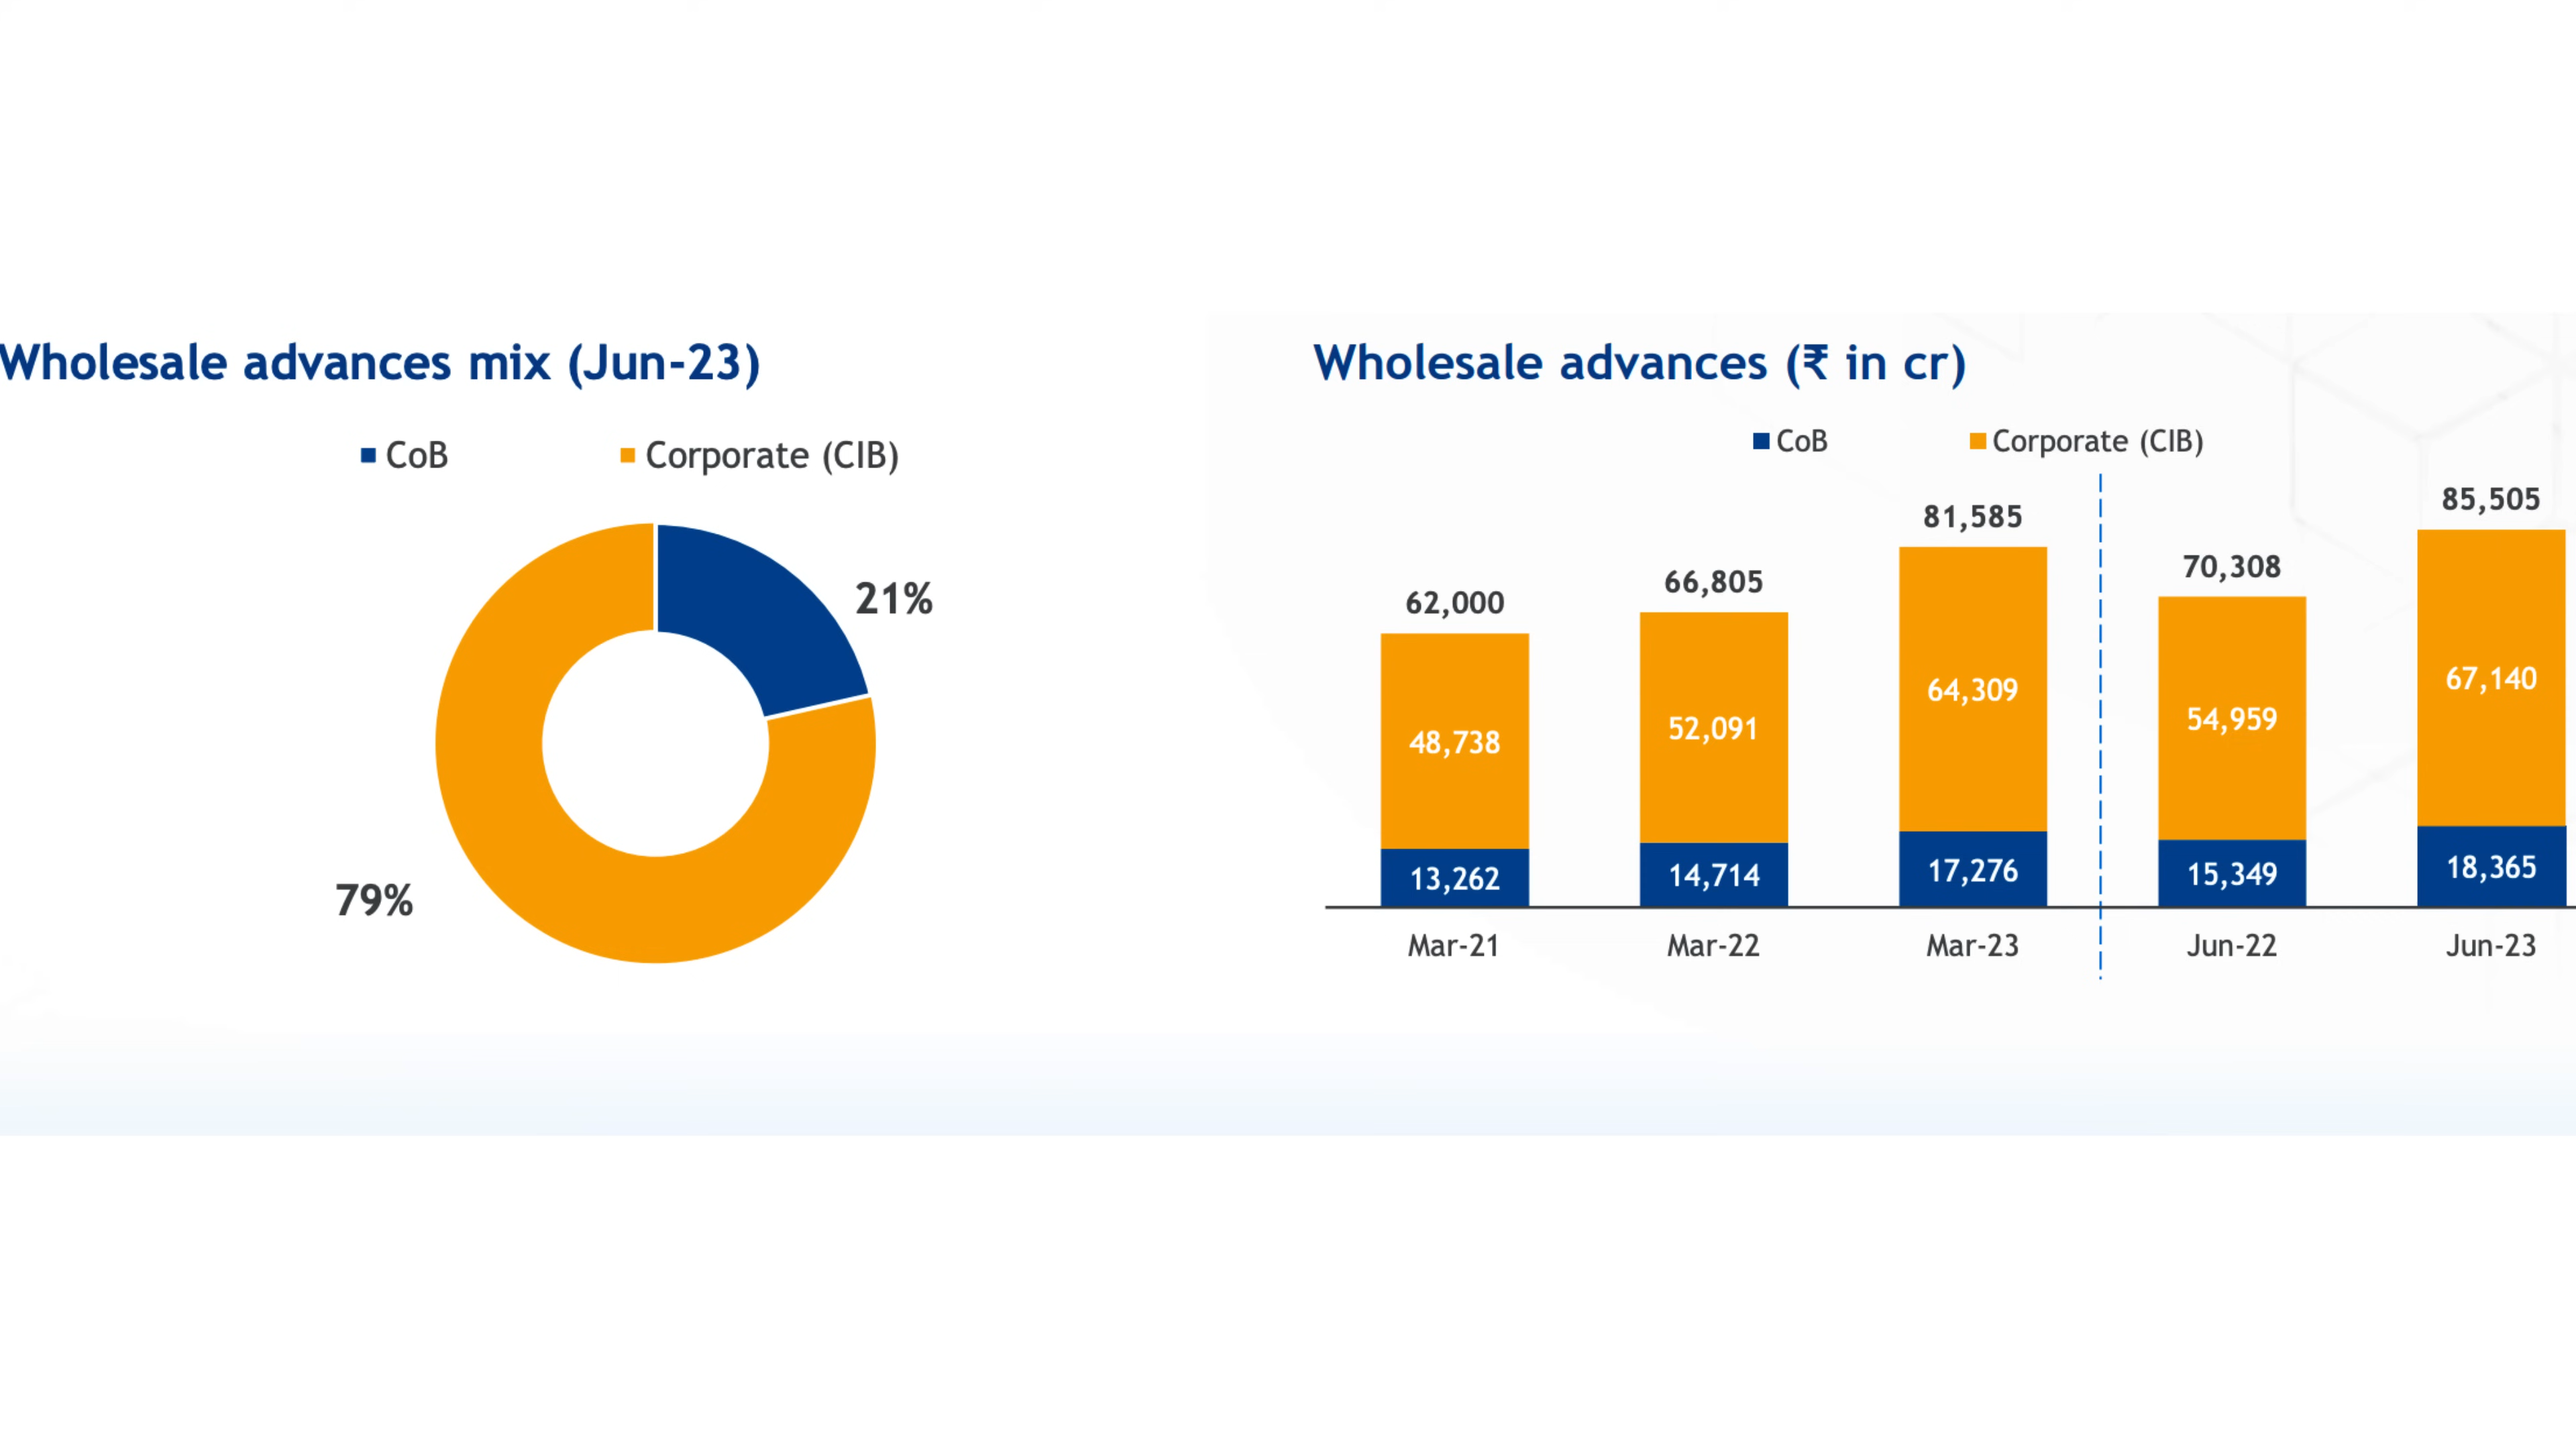 Wholesale advances mix (Jun-23)
CoB
Corporate (CIB)
21%
79%
Wholesale advances (₹ in cr)
CoB
Corporate (CIB)
62,000
66,805
81,585
70,308
85,505
48,738
52,091
64,309
54,959
67,140
13,262
14,714
17,276
15,349
18,365
Mar-21
Mar-22
Mar-23
Jun-22
Jun-23